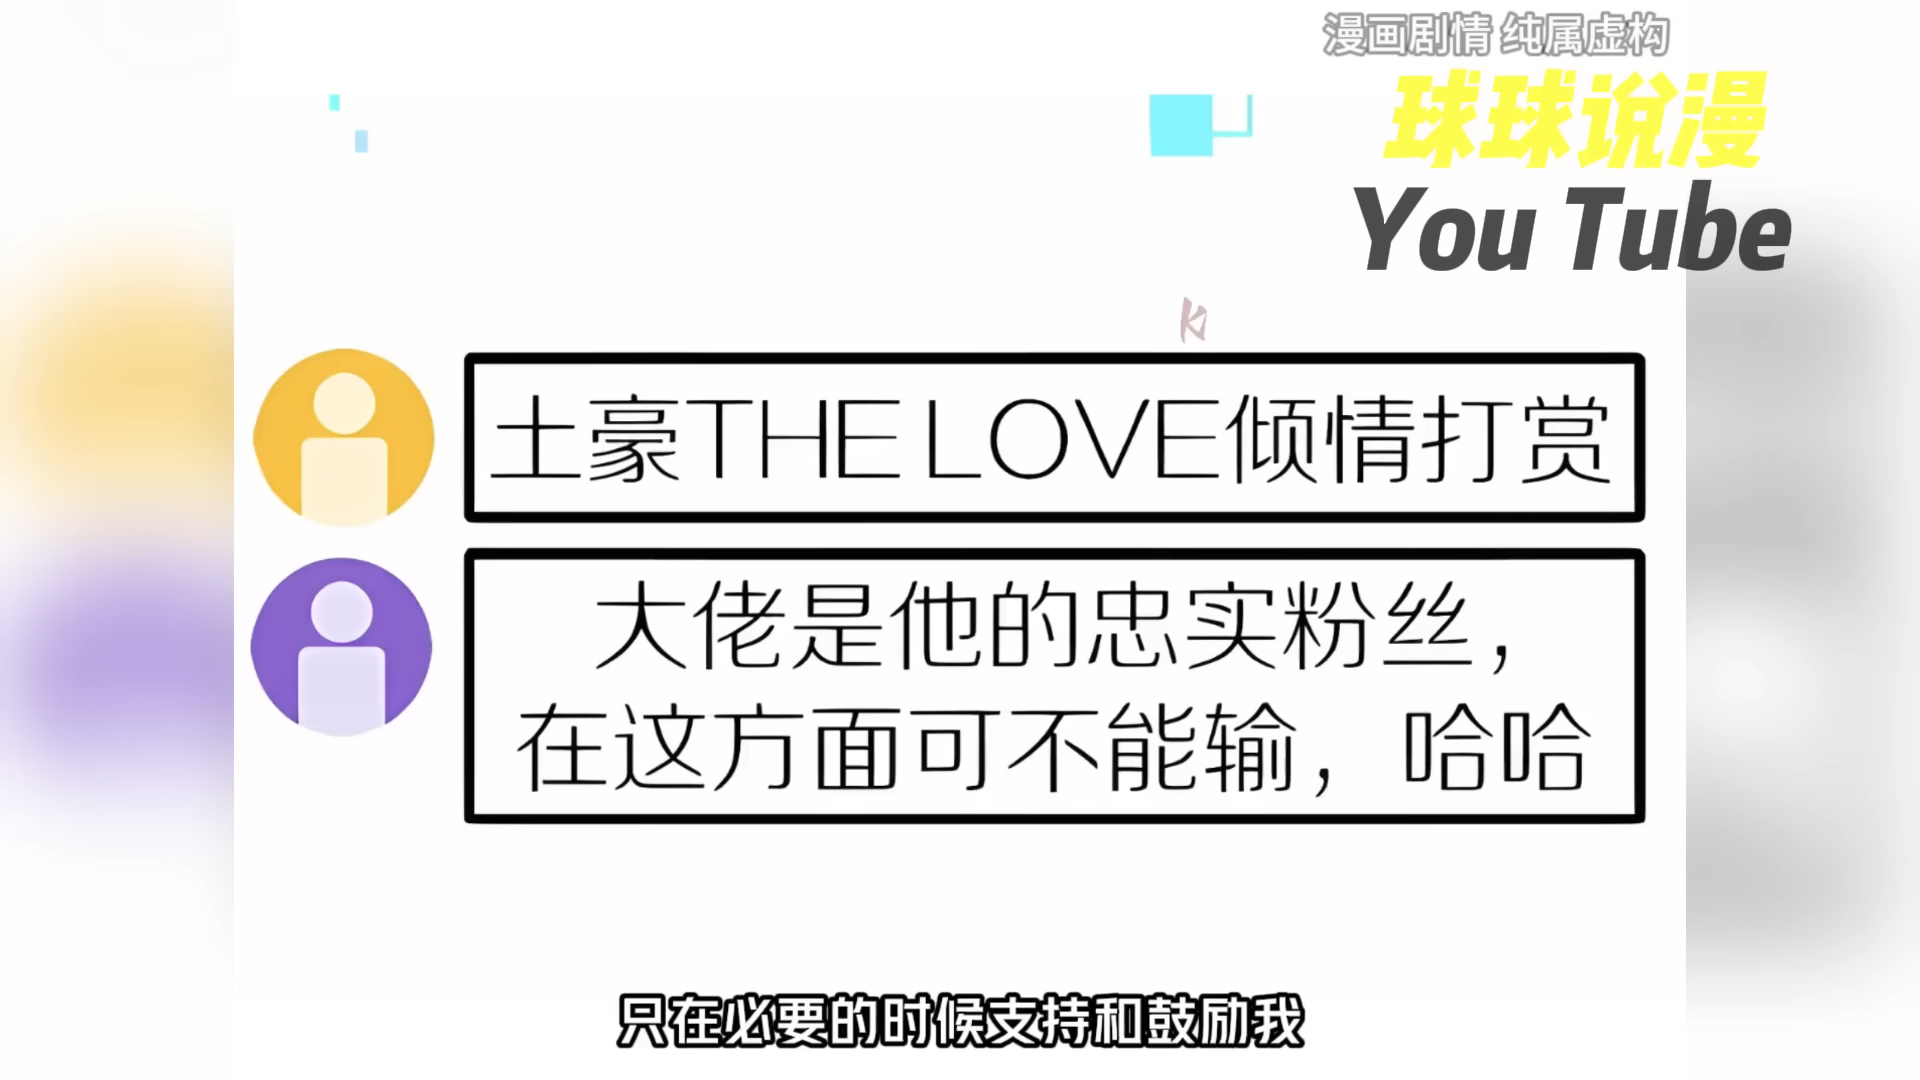 漫画剧情 纯属虚构
球球说漫
You Tube
K
土豪THE LOVE倾情打赏
大佬是他的忠实粉丝，
在这方面可不能输，哈哈
只在必要的时候支持和鼓励我